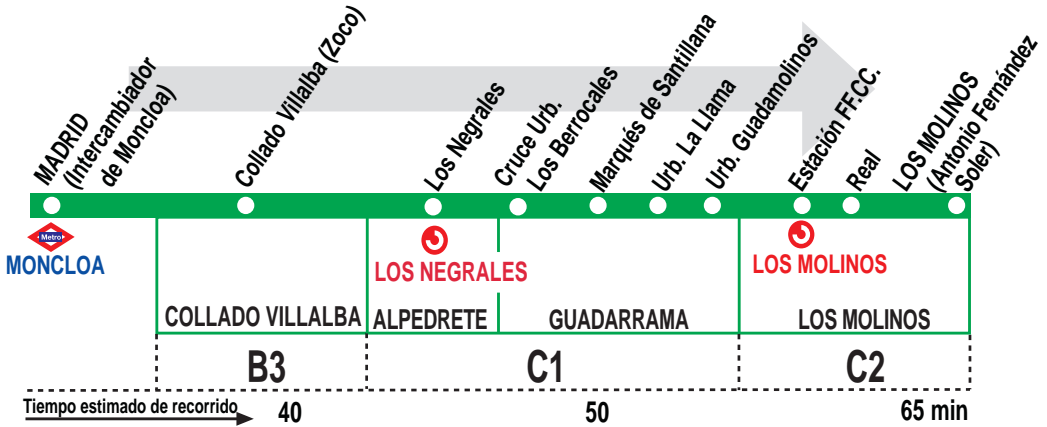 MADRID
(Intercambiador
de Moncloa)
Collado Villalba (Zoco)
Los Negrales
Cruce Urb.
Los Berrocales
Marqués de Santillana
Urb. La Llama
Urb. Guadamolinos
Estación FF.CC.
Real
LOS MOLINOS
(Antonio Fernández
Soler)
Metro
MONCLOA
LOS NEGRALES
LOS MOLINOS
COLLADO VILLALBA
ALPEDRETE
GUADARRAMA
LOS MOLINOS
B3
C1
C2
Tiempo estimado de recorrido
40
50
65 min